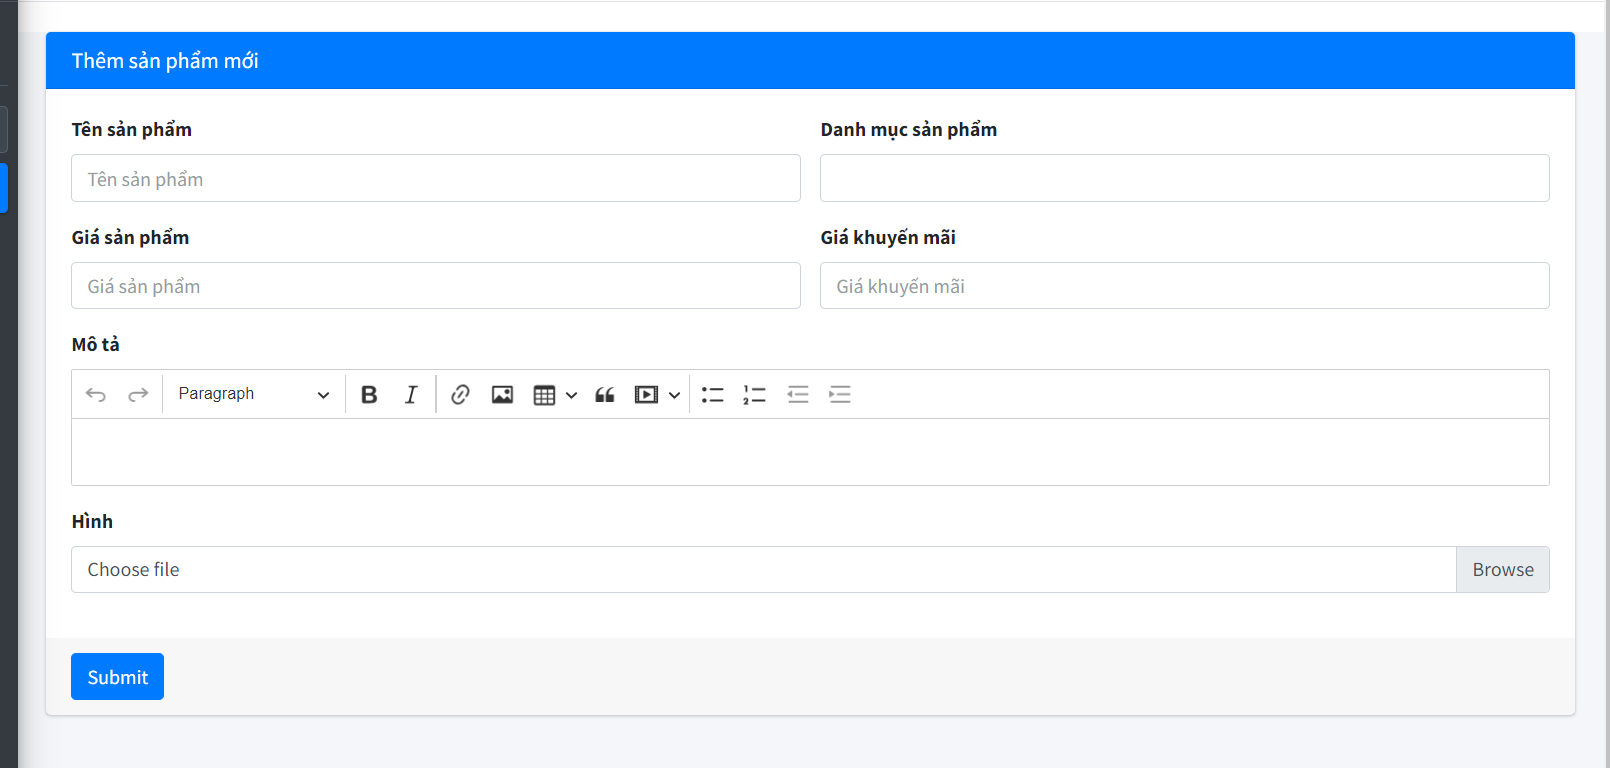 Thêm sản phẩm mới
Tên sản phẩm
Danh mục sản phẩm
Tên sản phẩm
Giá sản phẩm
Giá khuyến mãi
Giá sản phẩm
Giá khuyến mãi
Mô tả
Paragraph
Hình
Choose file
Browse
Submit